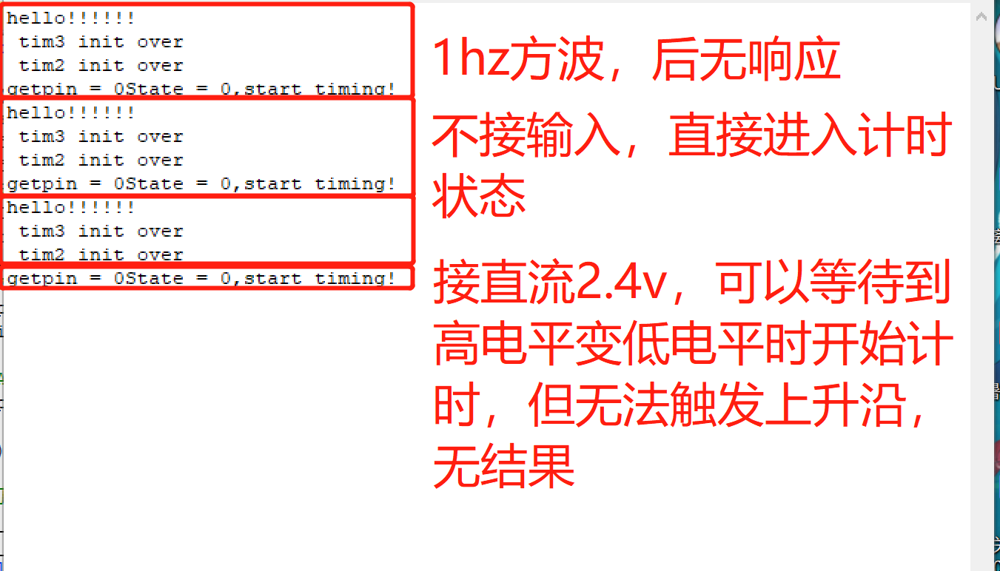 hello!!!!!!
tim3 init over
tim2 init over
getpin = 0State = 0,start timing!
1hz方波，后无响应
hello!!!!!!
tim3 init over
tim2 init over
getpin = 0State = 0,start timing!
不接输入，直接进入计时
状态
hello!!!!!!
tim3 init over
tim2 init over
getpin = 0State = 0,start timing!
接直流2.4v，可以等待到
高电平变低电平时开始计
时，但无法触发上升沿，
无结果